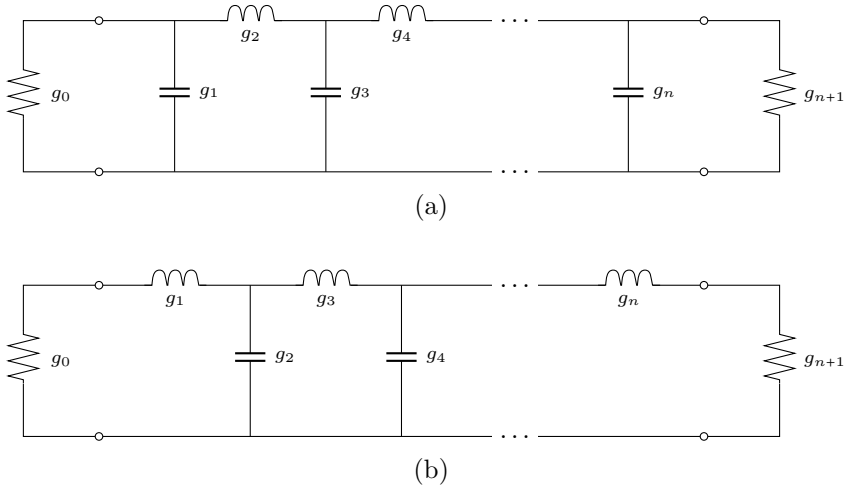 g₂ g₄ ...
g₀ g₁ g₃ gₙ gₙ₊₁
...
(a)
...
g₁ g₃ gₙ
g₀ g₂ g₄ gₙ₊₁
...
(b)